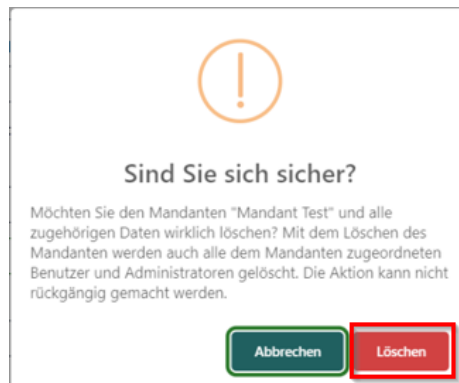 Sind Sie sich sicher?
Möchten Sie den Mandanten "Mandant Test" und alle
zugehörigen Daten wirklich löschen? Mit dem Löschen des
Mandanten werden auch alle dem Mandanten zugeordneten
Benutzer und Administratoren gelöscht. Die Aktion kann nicht
rückgängig gemacht werden.
Abbrechen Löschen